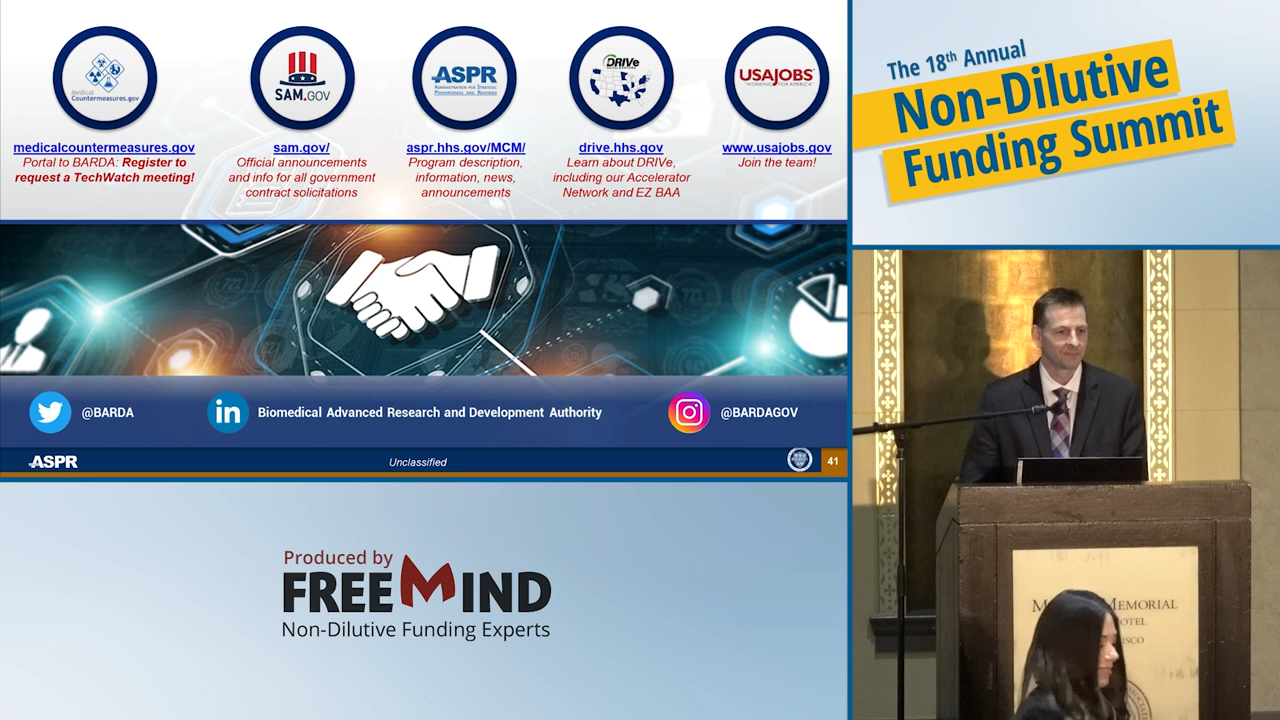 Medical
Countermeasures.gov
SAM.GOV
ASPR
ADMINISTRATION FOR STRATEGIC
PREPAREDNESS AND RESPONSE
DRIVe
USAJOBS
"WORKING FOR AMERICA"
medicalcountermeasures.gov
Portal to BARDA: Register to
request a TechWatch meeting!
sam.gov/
Official announcements
and info for all government
contract solicitations
aspr.hhs.gov/MCM/
Program description,
information, news,
announcements
drive.hhs.gov
Learn about DRIVe,
including our Accelerator
Network and EZ BAA
www.usajobs.gov
Join the team!
@BARDA
in
Biomedical Advanced Research and Development Authority
@BARDAGOV
ASPR
Unclassified
41
Produced by
FREEMIND
Non-Dilutive Funding Experts
The 18th Annual
Non-Dilutive
Funding Summit
MEMORIAL